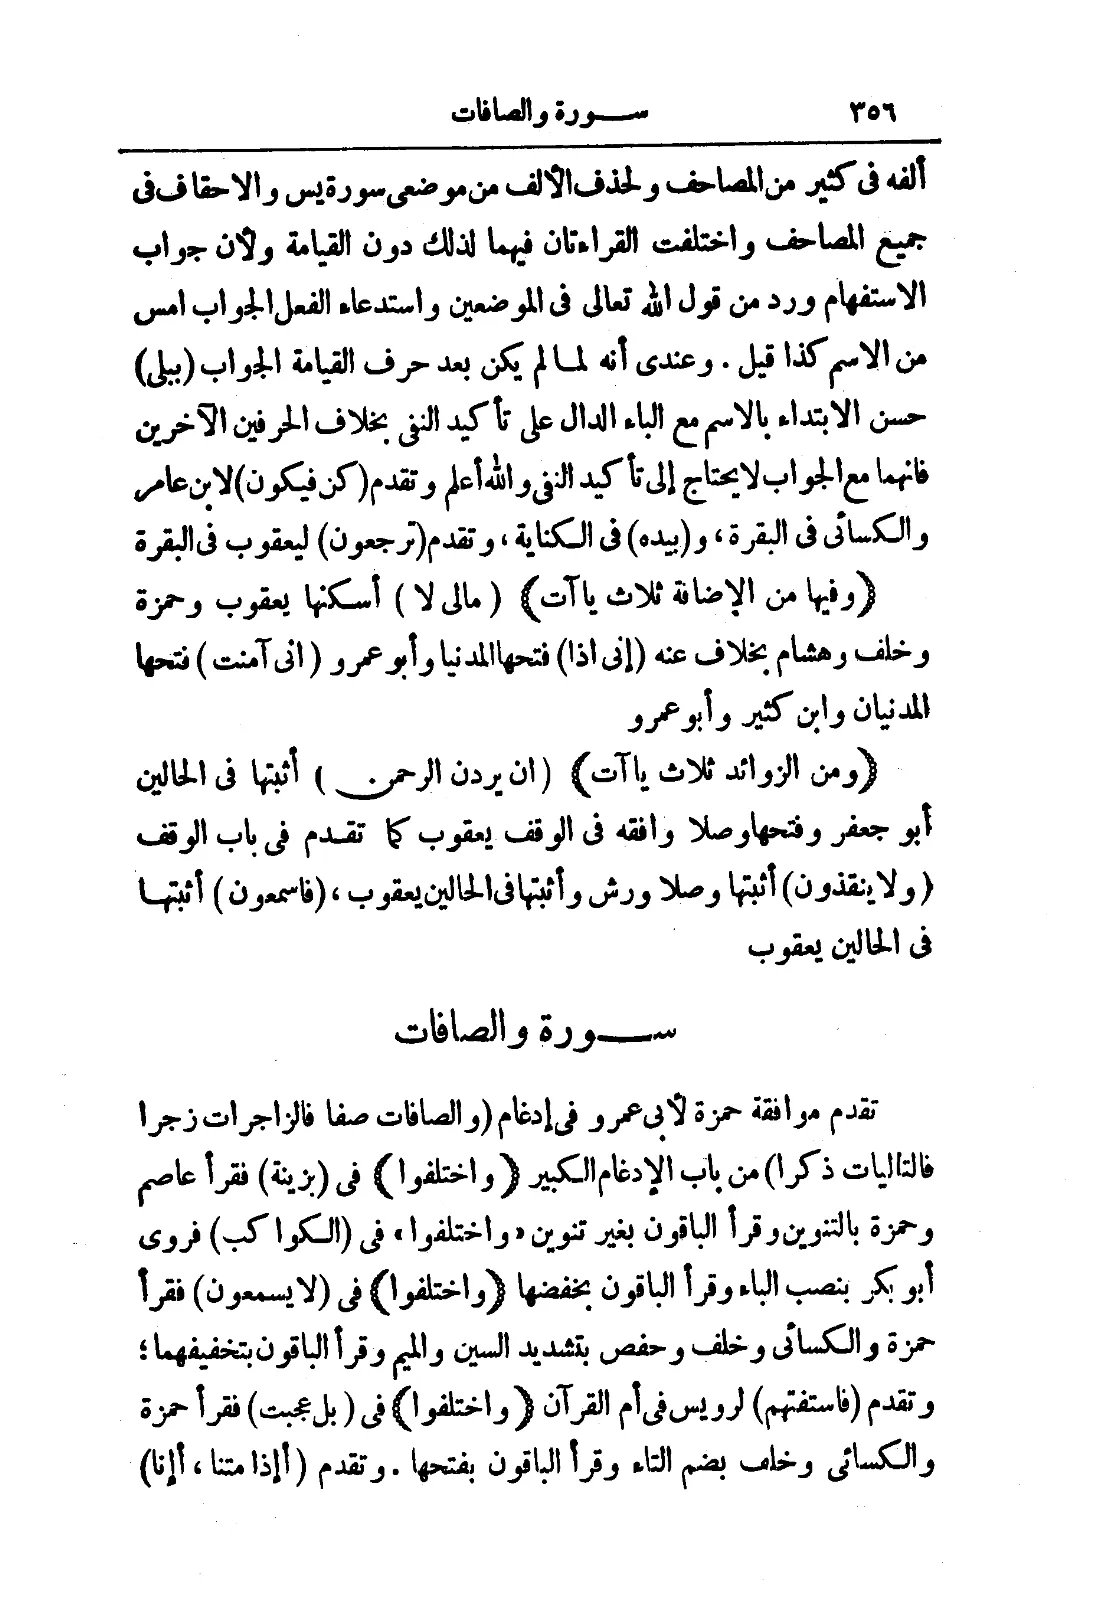 ٣٥٦ ســورة والصافات
ألفه فى كثير من المصاحف ولحذف الألف من موضعى سورة يس والاحقاف فى
جميع المصاحف واختلفت القراءتان فيهما لذلك دون القيامة ولأن جواب
الاستفهام ورد من قول الله تعالى فى الموضعين واستدعاء الفعل الجواب امس
من الاسم كذا قيل . وعندى أنه لما لم يكن بعد حرف القيامة الجواب (ببلى)
حسن الابتداء بالاسم مع الباء الدال على تأكيد النفى بخلاف الحرفين الآخرين
فانهما مع الجواب لا يحتاج إلى تأكيد النفى والله أعلم وتقدم (كن فيكون) لابن عامر
والكسائى فى البقرة ، و (بيده) فى الكناية ، وتقدم (ترجعون) ليعقوب فى البقرة
﴿وفيها من الإضافة ثلاث ياآت﴾ (مالى لا) أسكنها يعقوب وحمزة
وخلف وهشام بخلاف عنه (إنى اذا) فتحها المدنيا وأبو عمرو (انى آمنت) فتحها
المدنيان وابن كثير وأبو عمرو
﴿ومن الزوائد ثلاث ياآت﴾ (ان يردن الرحمن) أثبتها فى الحالين
أبو جعفر وفتحها وصلا وافقه فى الوقف يعقوب كما تقدم فى باب الوقف
(ولا ينقذون) أثبتها وصلا ورش وأثبتها فى الحالين يعقوب ، (فاسمعون) أثبتها
فى الحالين يعقوب
ســورة والصافات
تقدم موافقة حمزة لأبى عمرو فى إدغام (والصافات صفا فالزاجرات زجرا
فالتاليات ذكرا) من باب الإدغام الكبير ﴿واختلفوا﴾ فى (بزينة) فقرأ عاصم
وحمزة بالتنوين وقرأ الباقون بغير تنوين «واختلفوا» فى (الكواكب) فروى
أبو بكر بنصب الباء وقرأ الباقون بخفضها ﴿واختلفوا﴾ فى (لا يسمعون) فقرأ
حمزة والكسائى وخلف وحفص بتشديد السين والميم وقرأ الباقون بتخفيفهما ؛
وتقدم (فاستفتهم) لرويس فى أم القرآن ﴿واختلفوا﴾ فى (بل عجبت) فقرأ حمزة
والكسائى وخلف بضم التاء وقرأ الباقون بفتحها . وتقدم (أإذا متنا ، أإنا)